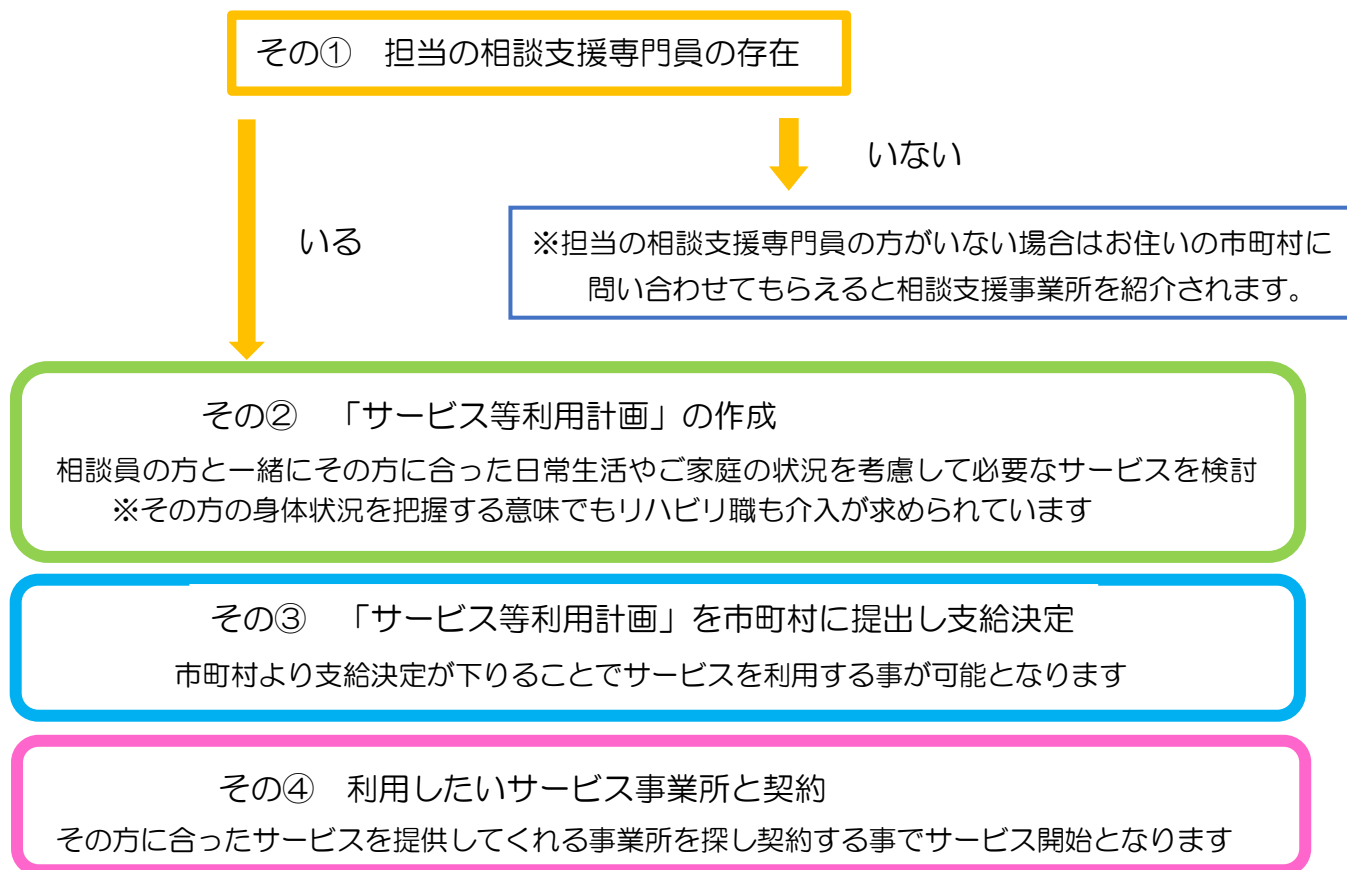 その① 担当の相談支援専門員の存在
いない
いる
※担当の相談支援専門員の方がいない場合はお住いの市町村に
問い合わせてもらえると相談支援事業所を紹介されます。
その② 「サービス等利用計画」の作成
相談員の方と一緒にその方に合った日常生活やご家庭の状況を考慮して必要なサービスを検討
※その方の身体状況を把握する意味でもリハビリ職も介入が求められています
その③ 「サービス等利用計画」を市町村に提出し支給決定
市町村より支給決定が下りることでサービスを利用する事が可能となります
その④ 利用したいサービス事業所と契約
その方に合ったサービスを提供してくれる事業所を探し契約する事でサービス開始となります